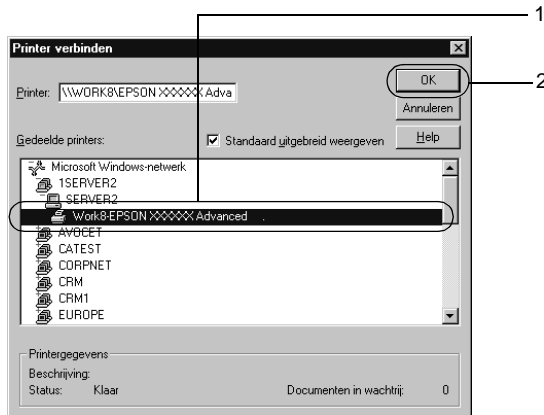 1
Printer verbinden
Printer: \\WORK8\EPSON XXXXXX Adva
OK
2
Annuleren
Gedeelde printers:
Standaard uitgebreid weergeven
Help
Microsoft Windows-netwerk
1SERVER2
SERVER2
Work8-EPSON XXXXXX Advanced .
AVOCET
CATEST
CORPNET
CRM
CRM1
EUROPE
Printergegevens
Beschrijving:
Status: Klaar Documenten in wachtrij: 0